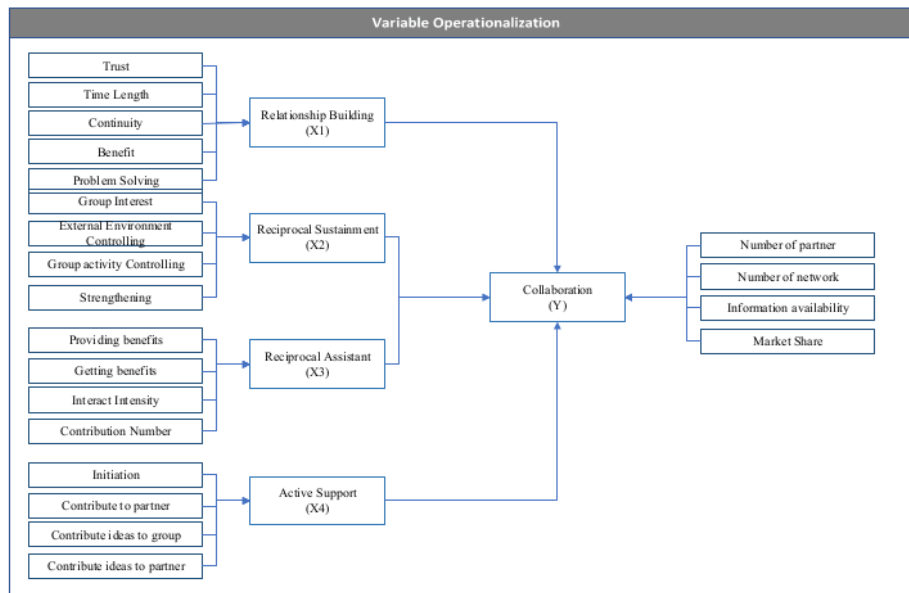 Variable Operationalization
Trust
Time Length
Continuity
Benefit
Problem Solving
Relationship Building
(X1)
Group Interest
External Environment
Controlling
Group activity Controlling
Strengthening
Reciprocal Sustainment
(X2)
Providing benefits
Getting benefits
Interact Intensity
Contribution Number
Reciprocal Assistant
(X3)
Initiation
Contribute to partner
Contribute ideas to group
Contribute ideas to partner
Active Support
(X4)
Collaboration
(Y)
Number of partner
Number of network
Information availability
Market Share